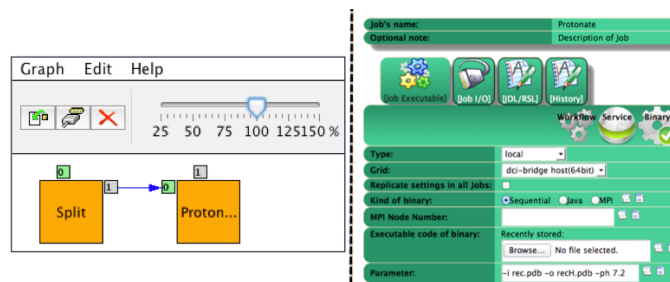 Graph Edit Help
25 50 75 100 125150 %
0 1
1 0
Split Proton...
Job's name: Protonate
Optional note: Description of Job
[Job Executable] [Job I/O] [JDL/RSL] [History]
Workflow Service Binary
Type: local
Grid: dci-bridge host(64bit)
Replicate settings in all Jobs:
Kind of binary: Sequential Java MPI
MPI Node Number:
Executable code of binary: Recently stored:
Browse... No file selected.
Parameter: -i rec.pdb -o recH.pdb -ph 7.2